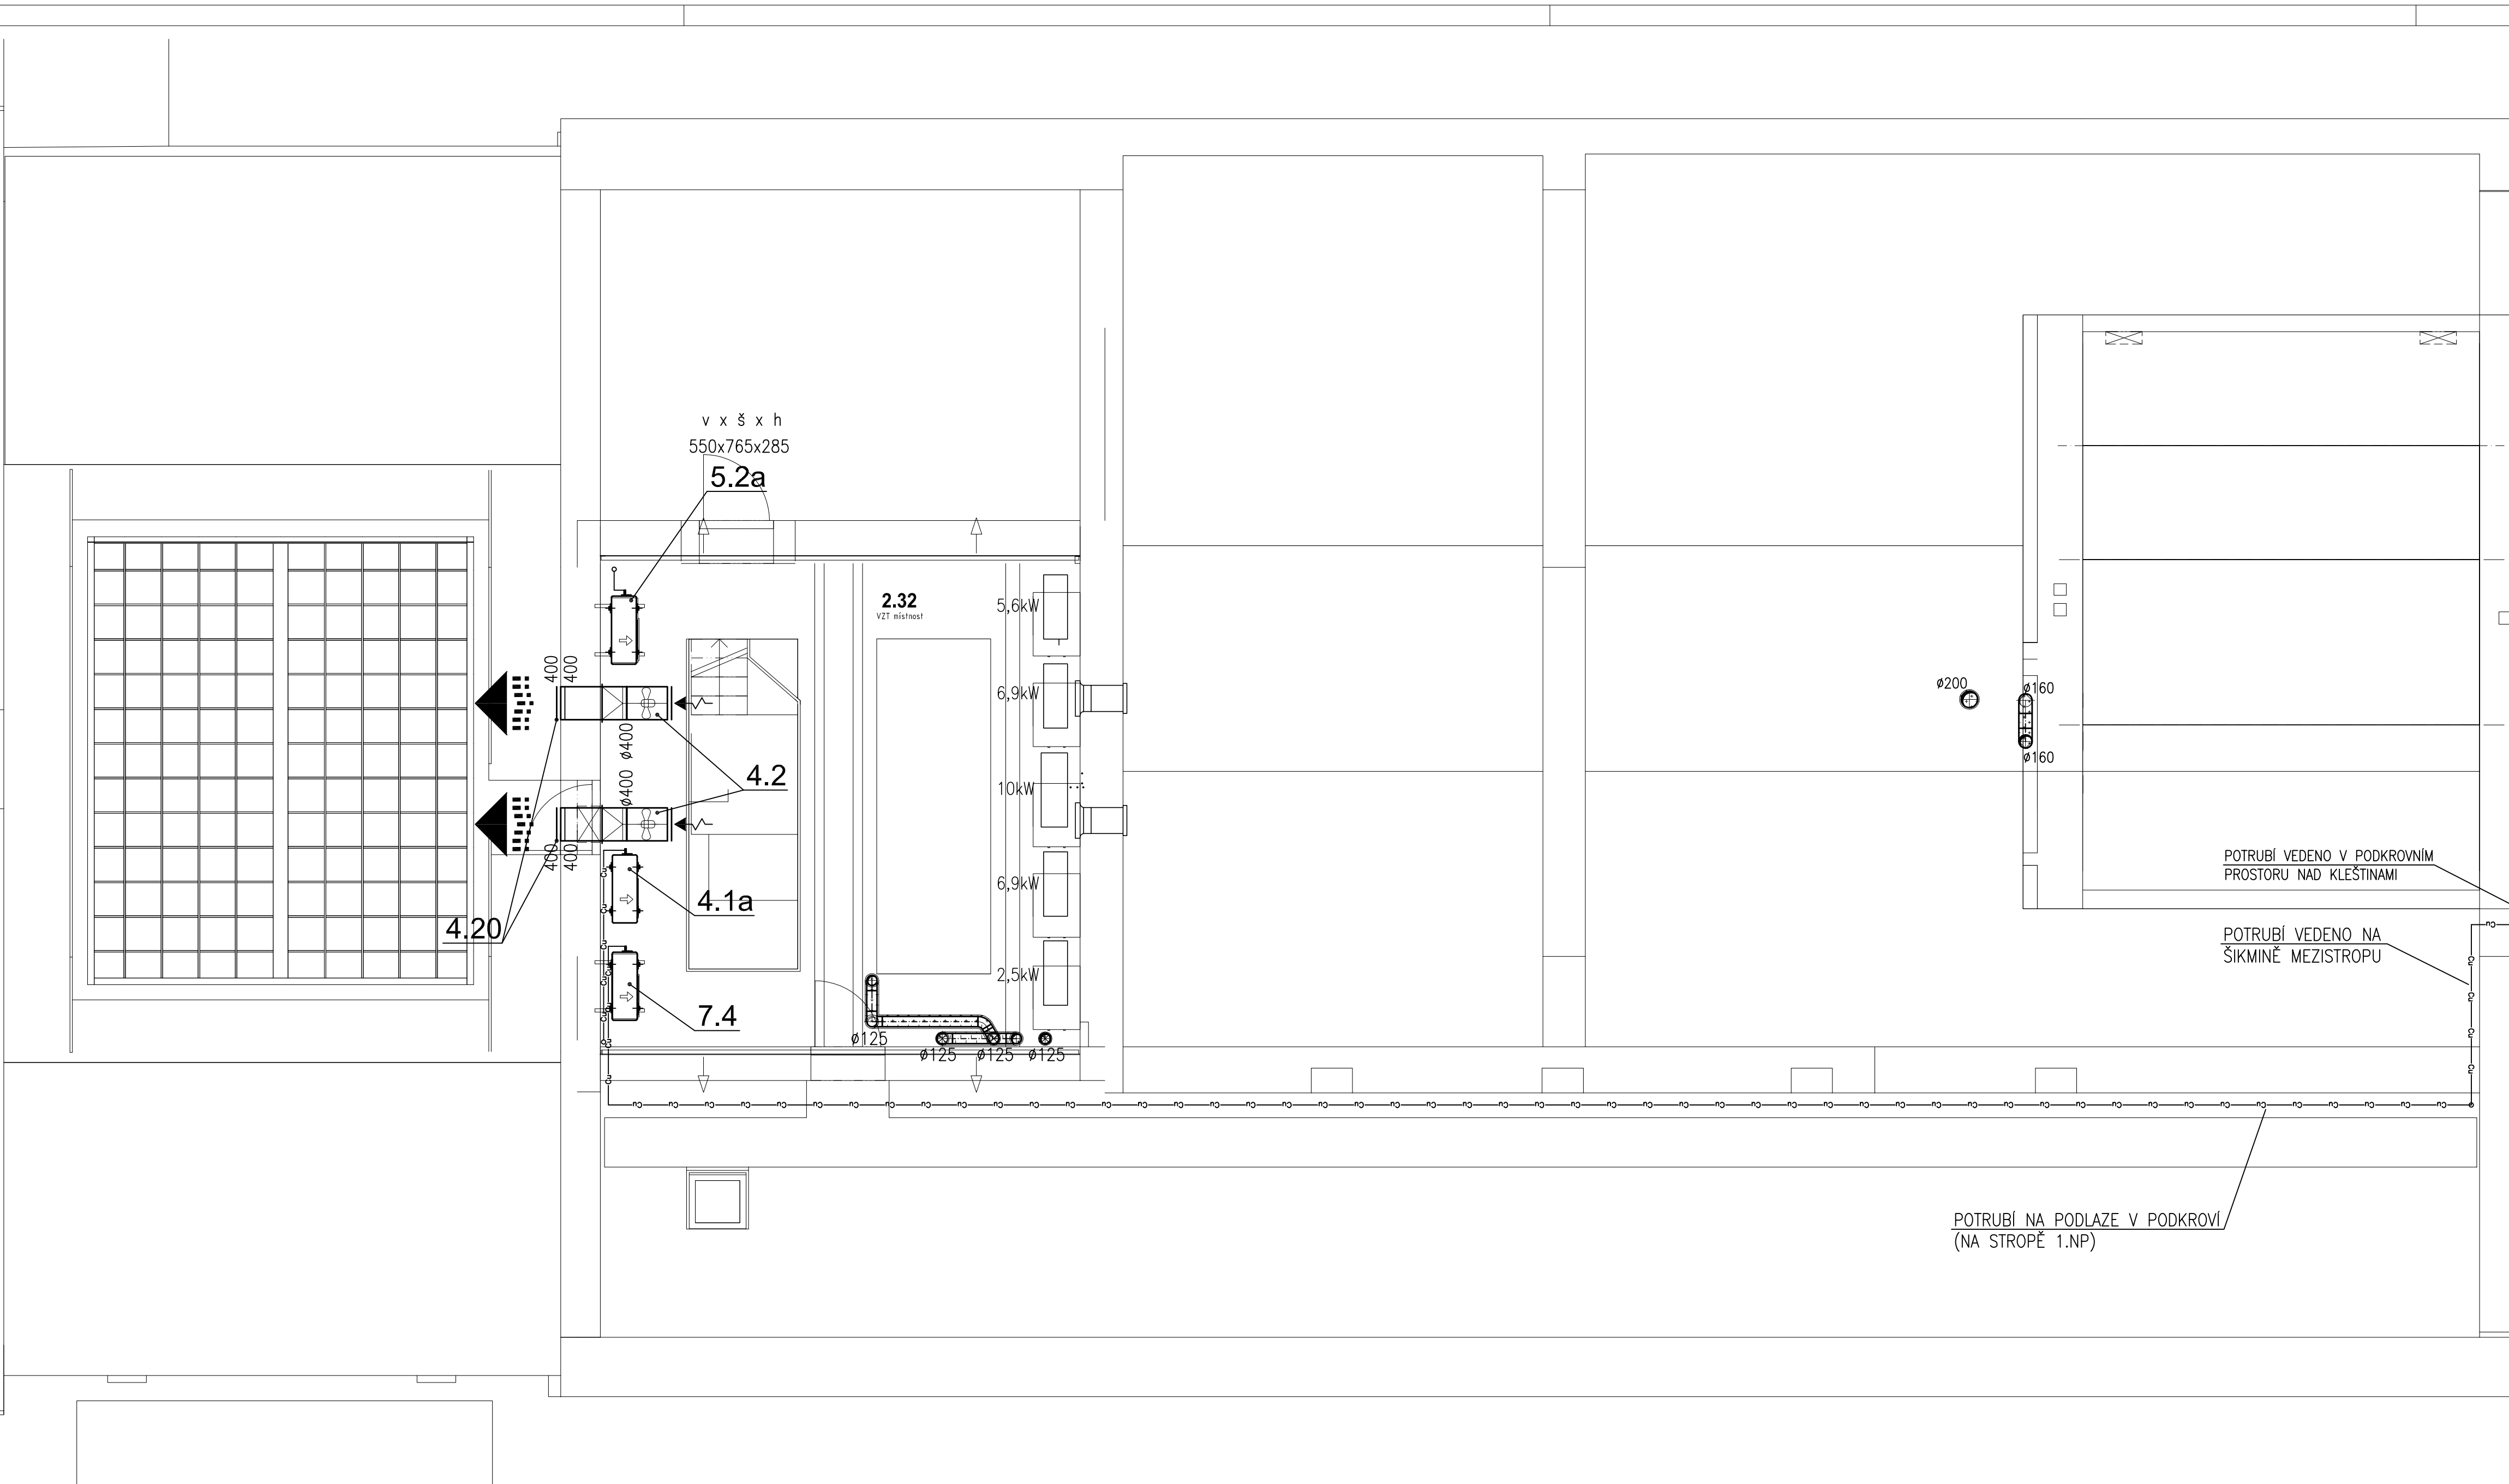 v x š x h
550x765x285
5.2a
2.32
VZT místnost
5,6kW
400
400
6,9kW
ø200
ø160
ø400
ø160
4.2
ø400
10kW
400
400
POTRUBÍ VEDENO V PODKROVNÍM
PROSTORU NAD KLEŠTINAMI
6,9kW
4.1a
4.20
POTRUBÍ VEDENO NA
ŠIKMINĚ MEZISTROPU
2,5kW
7.4
ø125
ø125
ø125
ø125
POTRUBÍ NA PODLAZE V PODKROVÍ
(NA STROPĚ 1.NP)